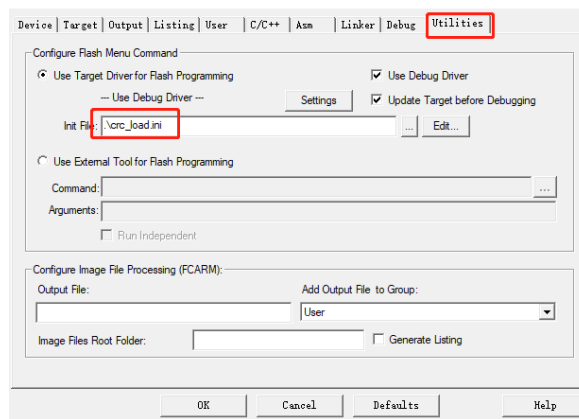 Device Target Output Listing User C/C++ Asm Linker Debug Utilities
Configure Flash Menu Command
Use Target Driver for Flash Programming Use Debug Driver
--- Use Debug Driver --- Settings Update Target before Debugging
Init File: .\crc_load.ini ... Edit...
Use External Tool for Flash Programming
Command: ...
Arguments:
Run Independent
Configure Image File Processing (FCARM):
Output File: Add Output File to Group:
User
Image Files Root Folder: Generate Listing
OK Cancel Defaults Help